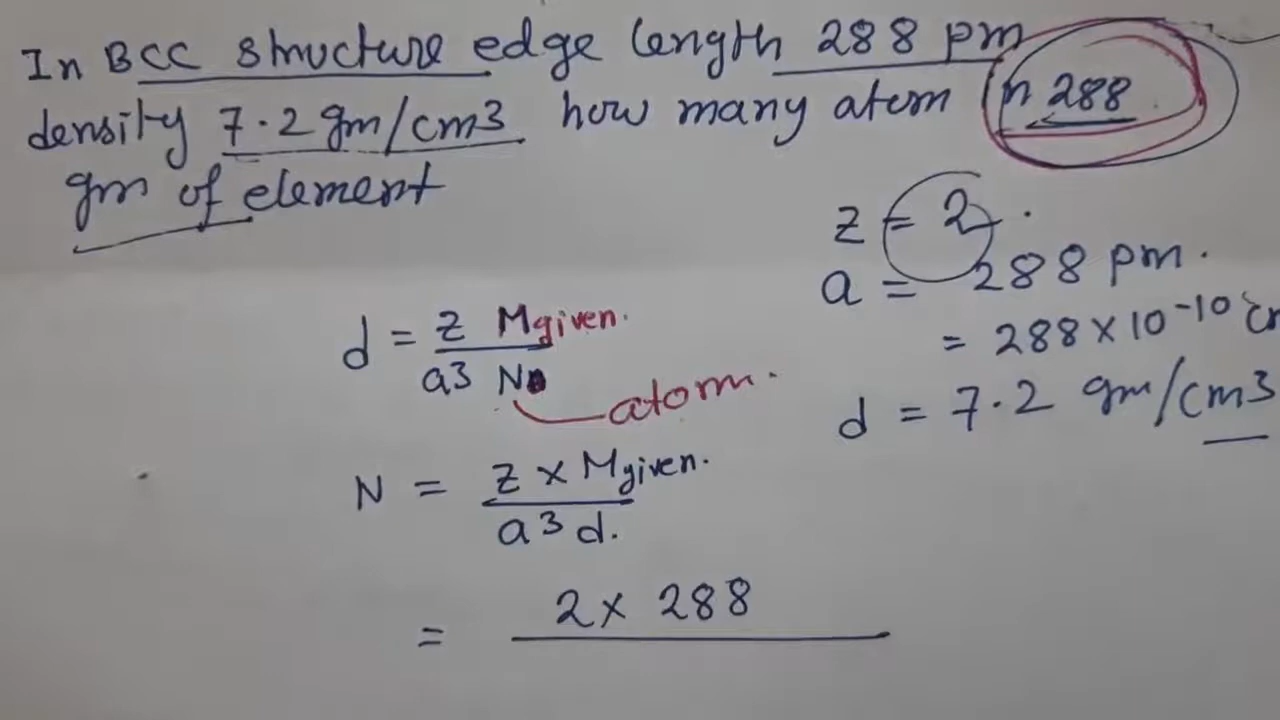 In BCC structure edge length 288 pm
density 7.2 gm/cm3 how many atom in 288
gm of element
z = 2.
a = 288 pm.
= 288 × 10⁻¹⁰ c
d = 7.2 gm/cm3
d = z Mgiven.
a3 N
atom.
N = z × Mgiven.
a3 d.
= 2 × 288